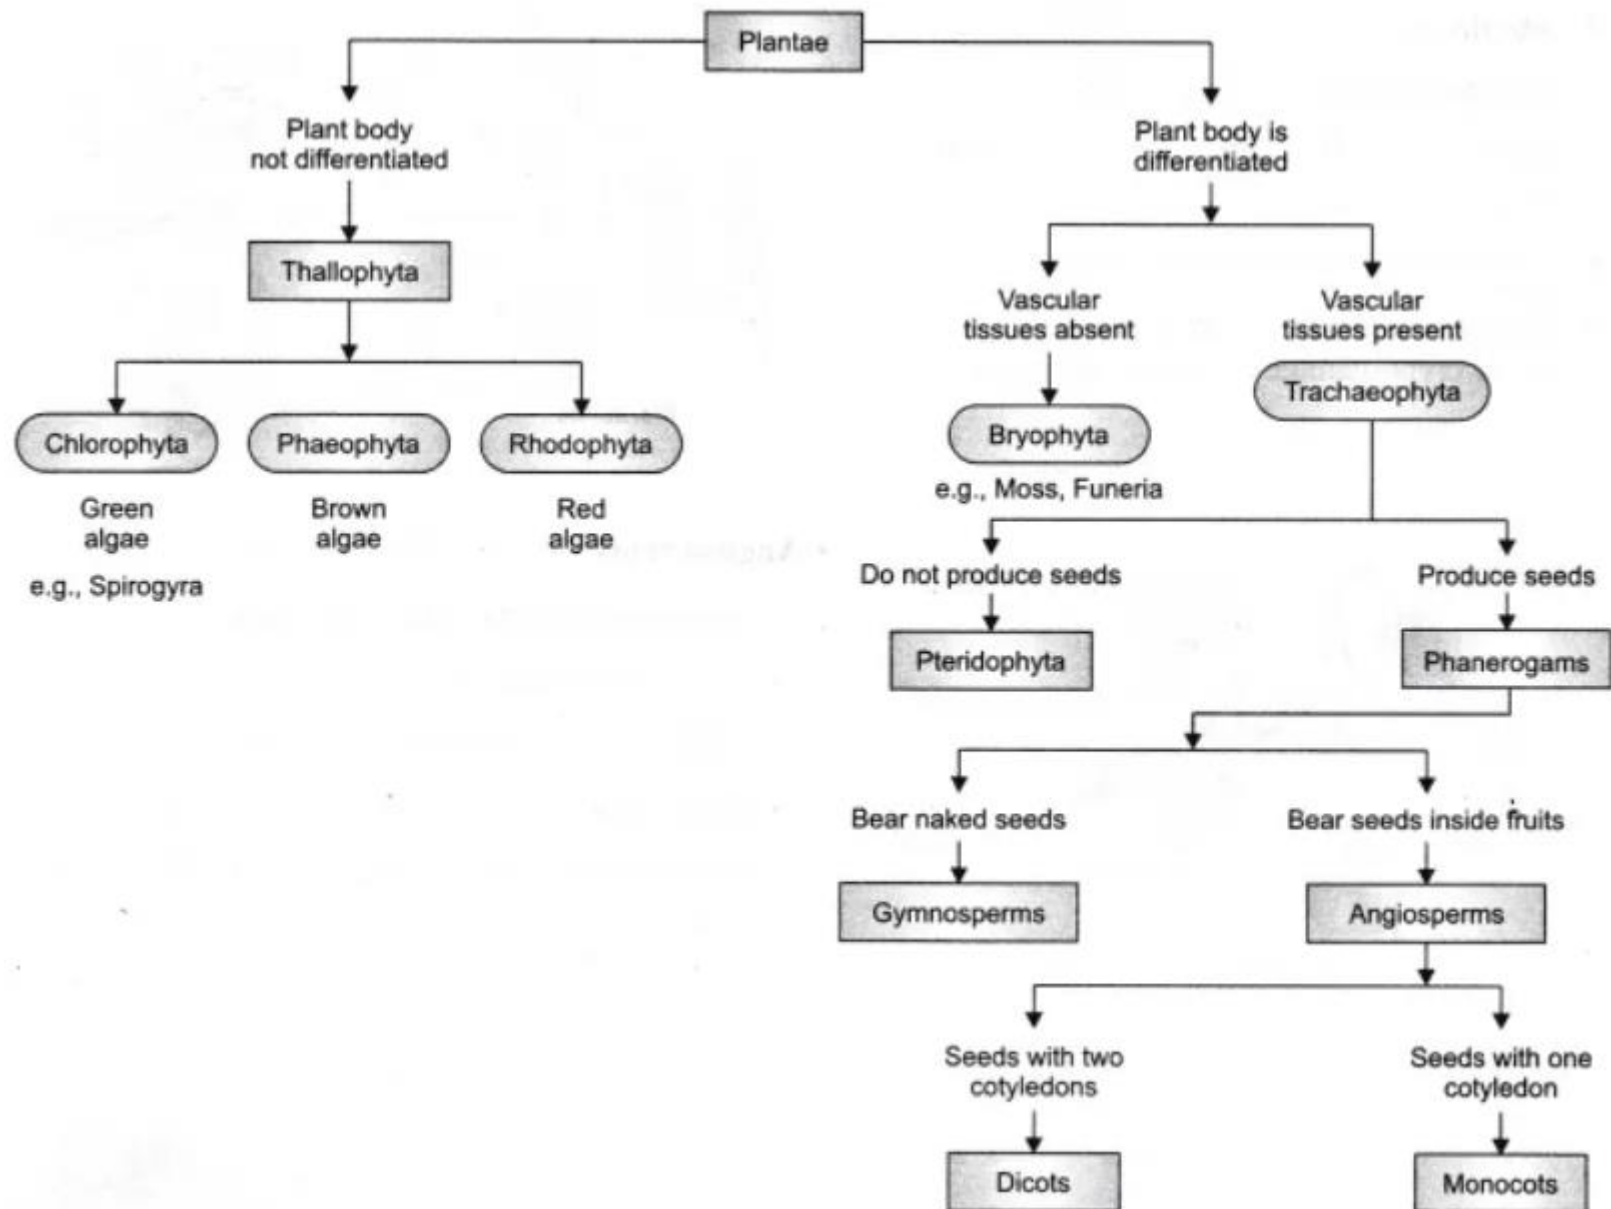 Plantae
Plant body
not differentiated
Plant body is
differentiated
Thallophyta
Vascular
tissues absent
Vascular
tissues present
Trachaeophyta
Chlorophyta
Phaeophyta
Rhodophyta
Bryophyta
e.g., Moss, Funeria
Green
algae
Brown
algae
Red
algae
e.g., Spirogyra
Do not produce seeds
Produce seeds
Pteridophyta
Phanerogams
Bear naked seeds
Bear seeds inside fruits
Gymnosperms
Angiosperms
Seeds with two
cotyledons
Seeds with one
cotyledon
Dicots
Monocots